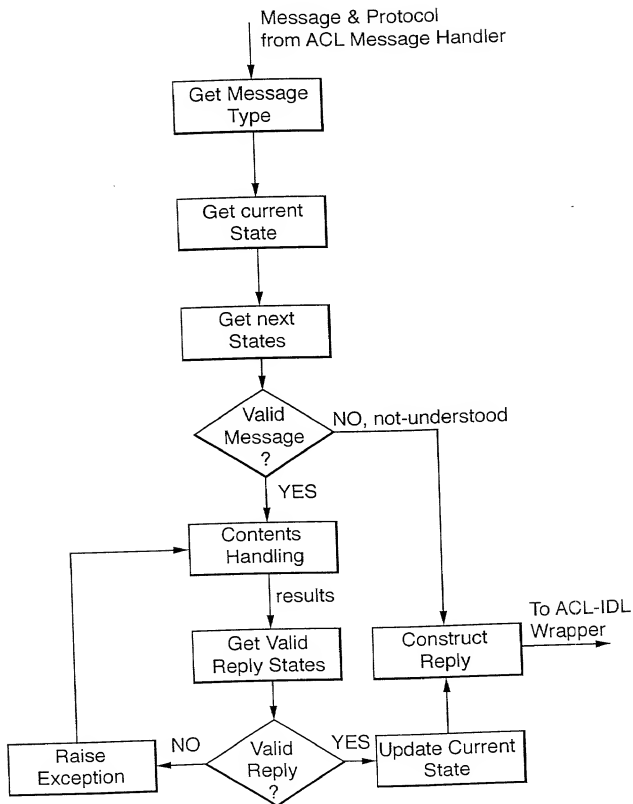 Message & Protocol
from ACL Message Handler
Get Message
Type
Get current
State
Get next
States
Valid
Message
?
NO, not-understood
YES
Contents
Handling
results
Get Valid
Reply States
Construct
Reply
To ACL-IDL
Wrapper
Raise
Exception
NO
Valid
Reply
?
YES
Update Current
State